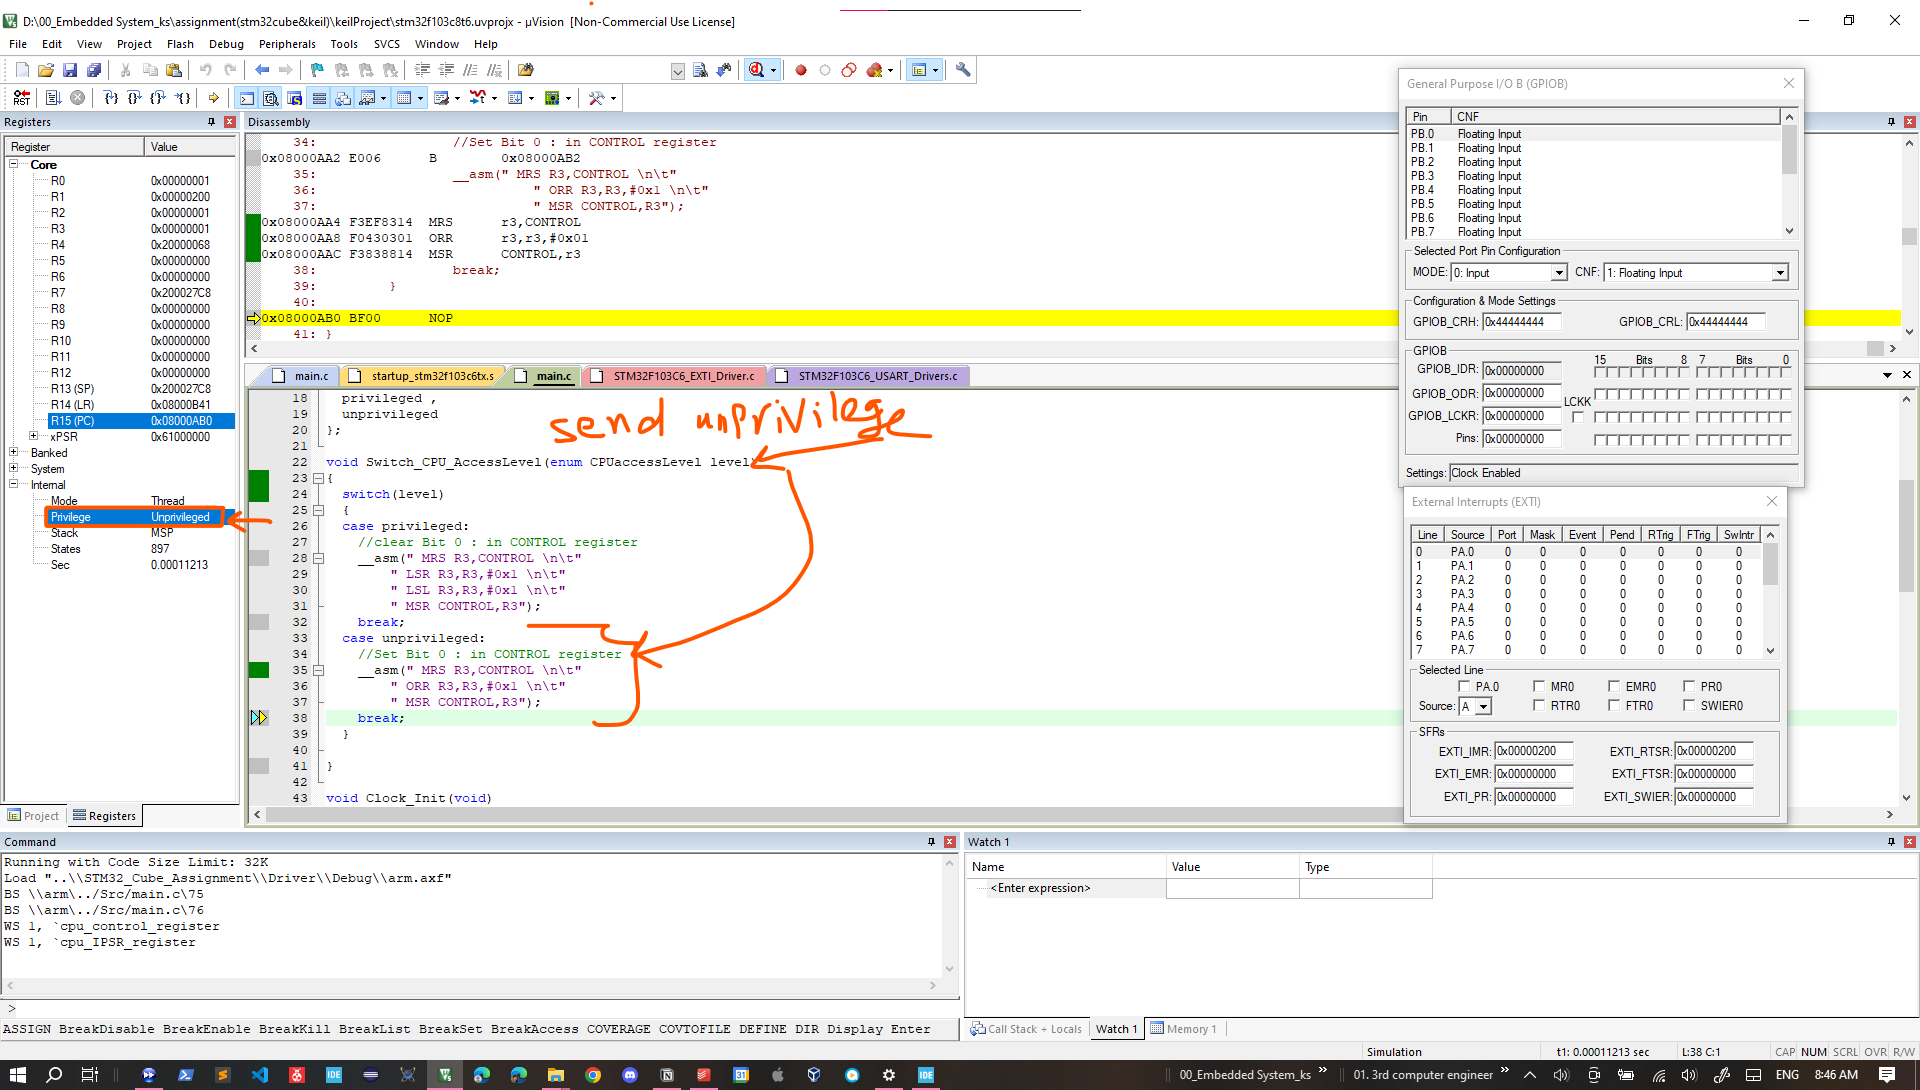 D:\00_Embedded System_ks\assignment(stm32cube&keil)\keilProject\stm32f103c8t6.uvprojx - µVision  [Non-Commercial Use License]
File Edit View Project Flash Debug Peripherals Tools SVCS Window Help
RST
Registers
Register Value
Core
R0 0x00000001
R1 0x00000200
R2 0x00000001
R3 0x00000001
R4 0x20000068
R5 0x00000000
R6 0x00000000
R7 0x200027C8
R8 0x00000000
R9 0x00000000
R10 0x00000000
R11 0x00000000
R12 0x00000000
R13 (SP) 0x200027C8
R14 (LR) 0x08000B41
R15 (PC) 0x08000AB0
xPSR 0x61000000
Banked
System
Internal
Mode Thread
Privilege Unprivileged
Stack MSP
States 897
Sec 0.00011213
Project Registers
Disassembly
34: //Set Bit 0 : in CONTROL register
0x08000AA2 E006 B 0x08000AB2
35: __asm(" MRS R3,CONTROL \n\t"
36: " ORR R3,R3,#0x1 \n\t"
37: " MSR CONTROL,R3");
0x08000AA4 F3EF8314 MRS r3,CONTROL
0x08000AA8 F0430301 ORR r3,r3,#0x01
0x08000AAC F3838814 MSR CONTROL,r3
38: break;
39: }
40:
0x08000AB0 BF00 NOP
41: }
main.c startup_stm32f103c6tx.s main.c STM32F103C6_EXTI_Driver.c STM32F103C6_USART_Drivers.c
18 privileged ,
19 unprivileged
20 };
21
send unprivilege
22 void Switch_CPU_AccessLevel(enum CPUaccessLevel level)
23 {
24 switch(level)
25 {
26 case privileged:
27 //clear Bit 0 : in CONTROL register
28 __asm(" MRS R3,CONTROL \n\t"
29 " LSR R3,R3,#0x1 \n\t"
30 " LSL R3,R3,#0x1 \n\t"
31 " MSR CONTROL,R3");
32 break;
33 case unprivileged:
34 //Set Bit 0 : in CONTROL register
35 __asm(" MRS R3,CONTROL \n\t"
36 " ORR R3,R3,#0x1 \n\t"
37 " MSR CONTROL,R3");
38 break;
39 }
40
41 }
42
43 void Clock_Init(void)
General Purpose I/O B (GPIOB)
Pin CNF
PB.0 Floating Input
PB.1 Floating Input
PB.2 Floating Input
PB.3 Floating Input
PB.4 Floating Input
PB.5 Floating Input
PB.6 Floating Input
PB.7 Floating Input
Selected Port Pin Configuration
MODE: 0: Input CNF: 1: Floating Input
Configuration & Mode Settings
GPIOB_CRH: 0x44444444 GPIOB_CRL: 0x44444444
GPIOB 15 Bits 8 7 Bits 0
GPIOB_IDR: 0x00000000
GPIOB_ODR: 0x00000000 LCKK
GPIOB_LCKR: 0x00000000
Pins: 0x00000000
Settings: Clock Enabled
External Interrupts (EXTI)
Line Source Port Mask Event Pend RTrig FTrig SwIntr
0 PA.0 0 0 0 0 0 0 0
1 PA.1 0 0 0 0 0 0 0
2 PA.2 0 0 0 0 0 0 0
3 PA.3 0 0 0 0 0 0 0
4 PA.4 0 0 0 0 0 0 0
5 PA.5 0 0 0 0 0 0 0
6 PA.6 0 0 0 0 0 0 0
7 PA.7 0 0 0 0 0 0 0
Selected Line
PA.0 MR0 EMR0 PR0
Source: A RTR0 FTR0 SWIER0
SFRs
EXTI_IMR: 0x00000200 EXTI_RTSR: 0x00000200
EXTI_EMR: 0x00000000 EXTI_FTSR: 0x00000000
EXTI_PR: 0x00000000 EXTI_SWIER: 0x00000000
Command
Running with Code Size Limit: 32K
Load "..\\STM32_Cube_Assignment\\Driver\\Debug\\arm.axf"
BS \\arm\../Src/main.c\75
BS \\arm\../Src/main.c\76
WS 1, `cpu_control_register
WS 1, `cpu_IPSR_register
>
ASSIGN BreakDisable BreakEnable BreakKill BreakList BreakSet BreakAccess COVERAGE COVTOFILE DEFINE DIR Display Enter
Watch 1
Name Value Type
<Enter expression>
Call Stack + Locals Watch 1 Memory 1
Simulation t1: 0.00011213 sec L:38 C:1 CAP NUM SCRL OVR R/W
00_Embedded System_ks 01. 3rd computer engineer ENG 8:46 AM